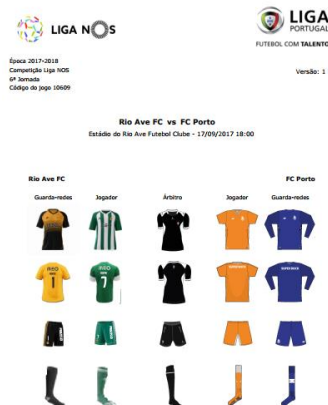 LIGA NOS
LIGA
PORTUGAL
FUTEBOL COM TALENTO
Época 2017-2018
Competição Liga NOS
6ª Jornada
Código do jogo 10609
Versão: 1
Rio Ave FC vs FC Porto
Estádio do Rio Ave Futebol Clube - 17/09/2017 18:00
Rio Ave FC
FC Porto
Guarda-redes Jogador Árbitro Jogador Guarda-redes
1
7